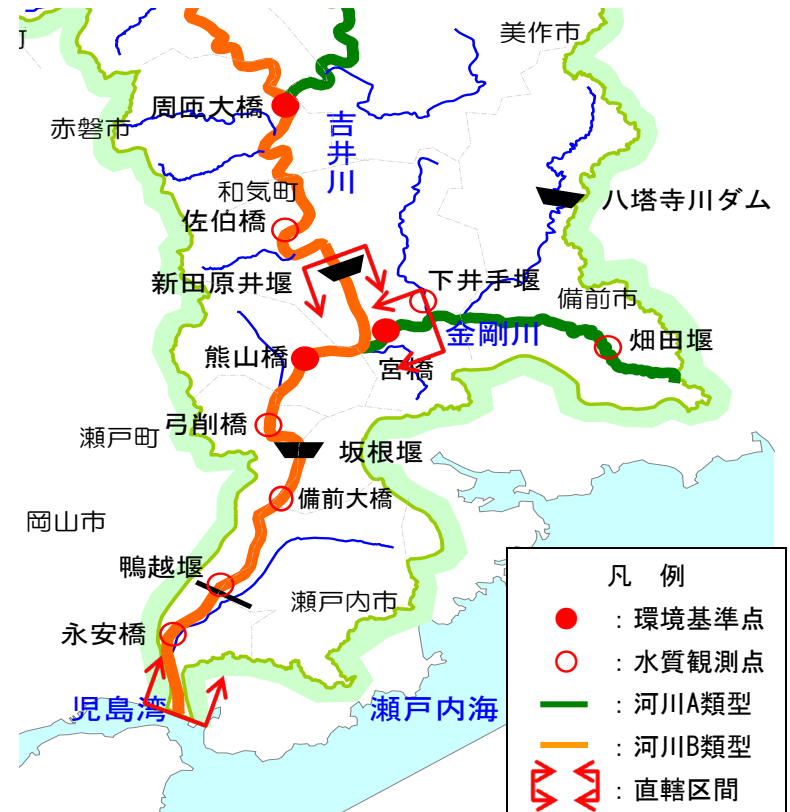 町
美作市
周匝大橋
赤磐市
吉井川
和気町
八塔寺川ダム
佐伯橋
新田原井堰
下井手堰
備前市
金剛川
畑田堰
熊山橋
宮橋
弓削橋
瀬戸町
坂根堰
備前大橋
岡山市
鴨越堰
瀬戸内市
永安橋
児島湾
瀬戸内海
凡 例
：環境基準点
：水質観測点
：河川A類型
：河川B類型
：直轄区間